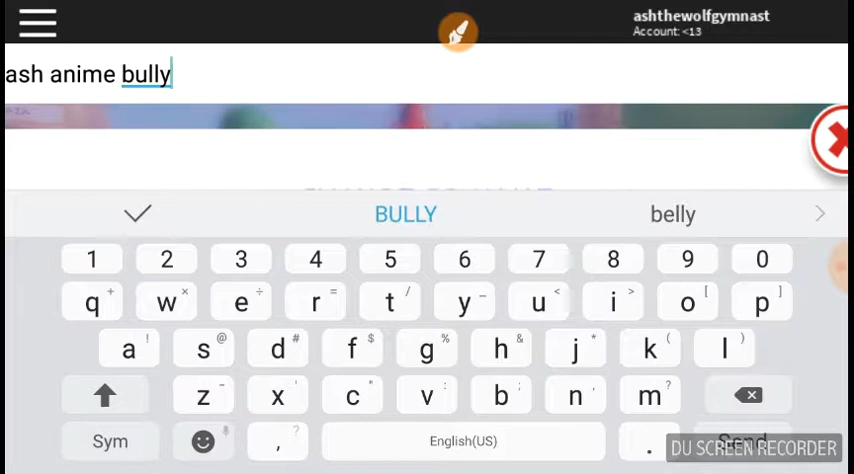 ashthewolfgymnast
Account: <13
ash anime bully
BULLY belly
1 2 3 4 5 6 7 8 9 0
q + w × e ÷ r = t / y _ u < i > o [ p ]
a ! s @ d # f $ g % h & j * k ( l )
z - x ' c " v : b ; n , m ?
Sym , ? English(US) . Send
DU SCREEN RECORDER